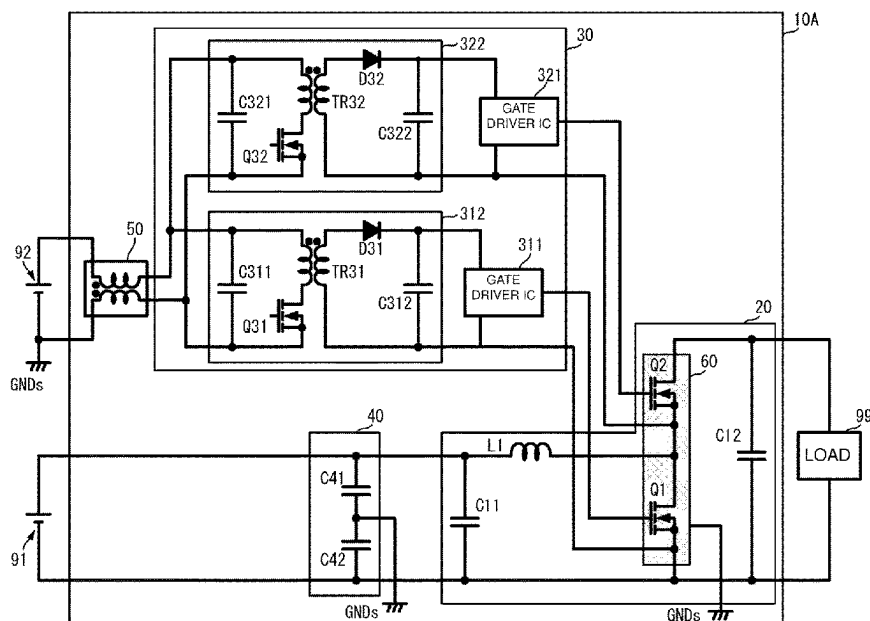 10A
30
322
D32
321
C321
TR32
C322
GATE
DRIVER IC
Q32
312
50
92
D31
311
C311
TR31
C312
GATE
DRIVER IC
Q31
20
GNDs
Q2
60
40
99
L1
C12
LOAD
C41
C11
Q1
91
C42
GNDs
GNDs